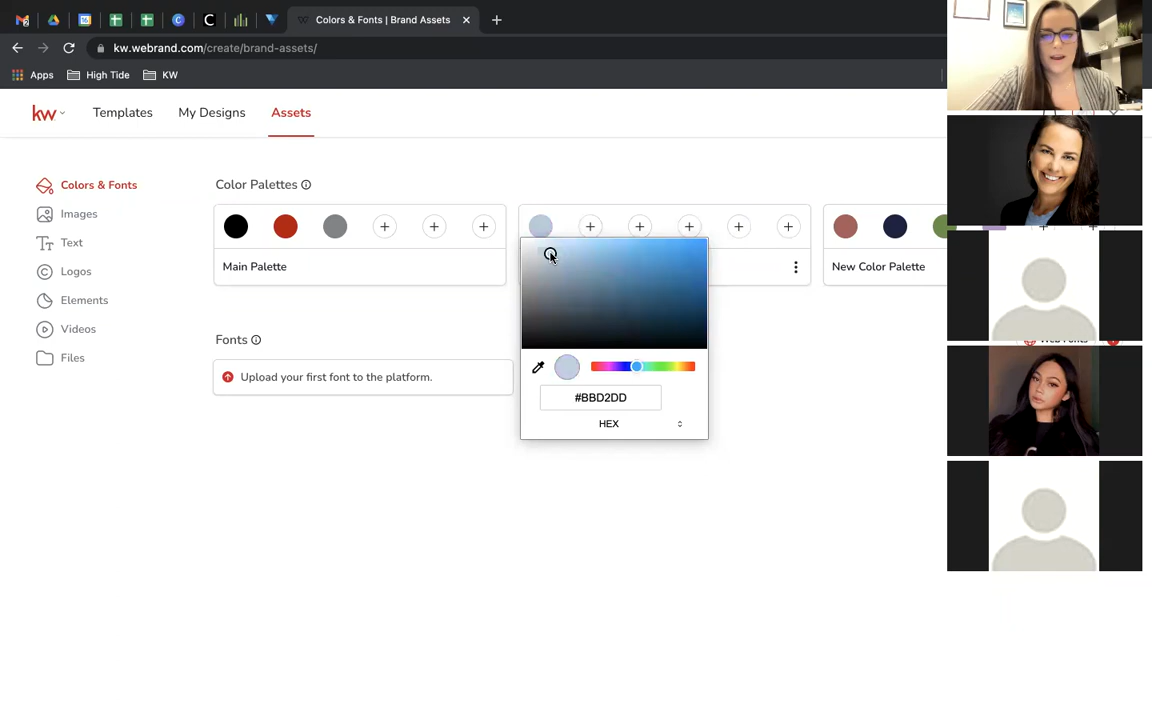 Colors & Fonts | Brand Assets
kw.webrand.com/create/brand-assets/
Apps
High Tide
KW
kw
Templates
My Designs
Assets
Colors & Fonts
Images
Text
Logos
Elements
Videos
Files
Color Palettes
Main Palette
New Color Palette
Fonts
Upload your first font to the platform.
Web Fonts
#BBD2DD
HEX